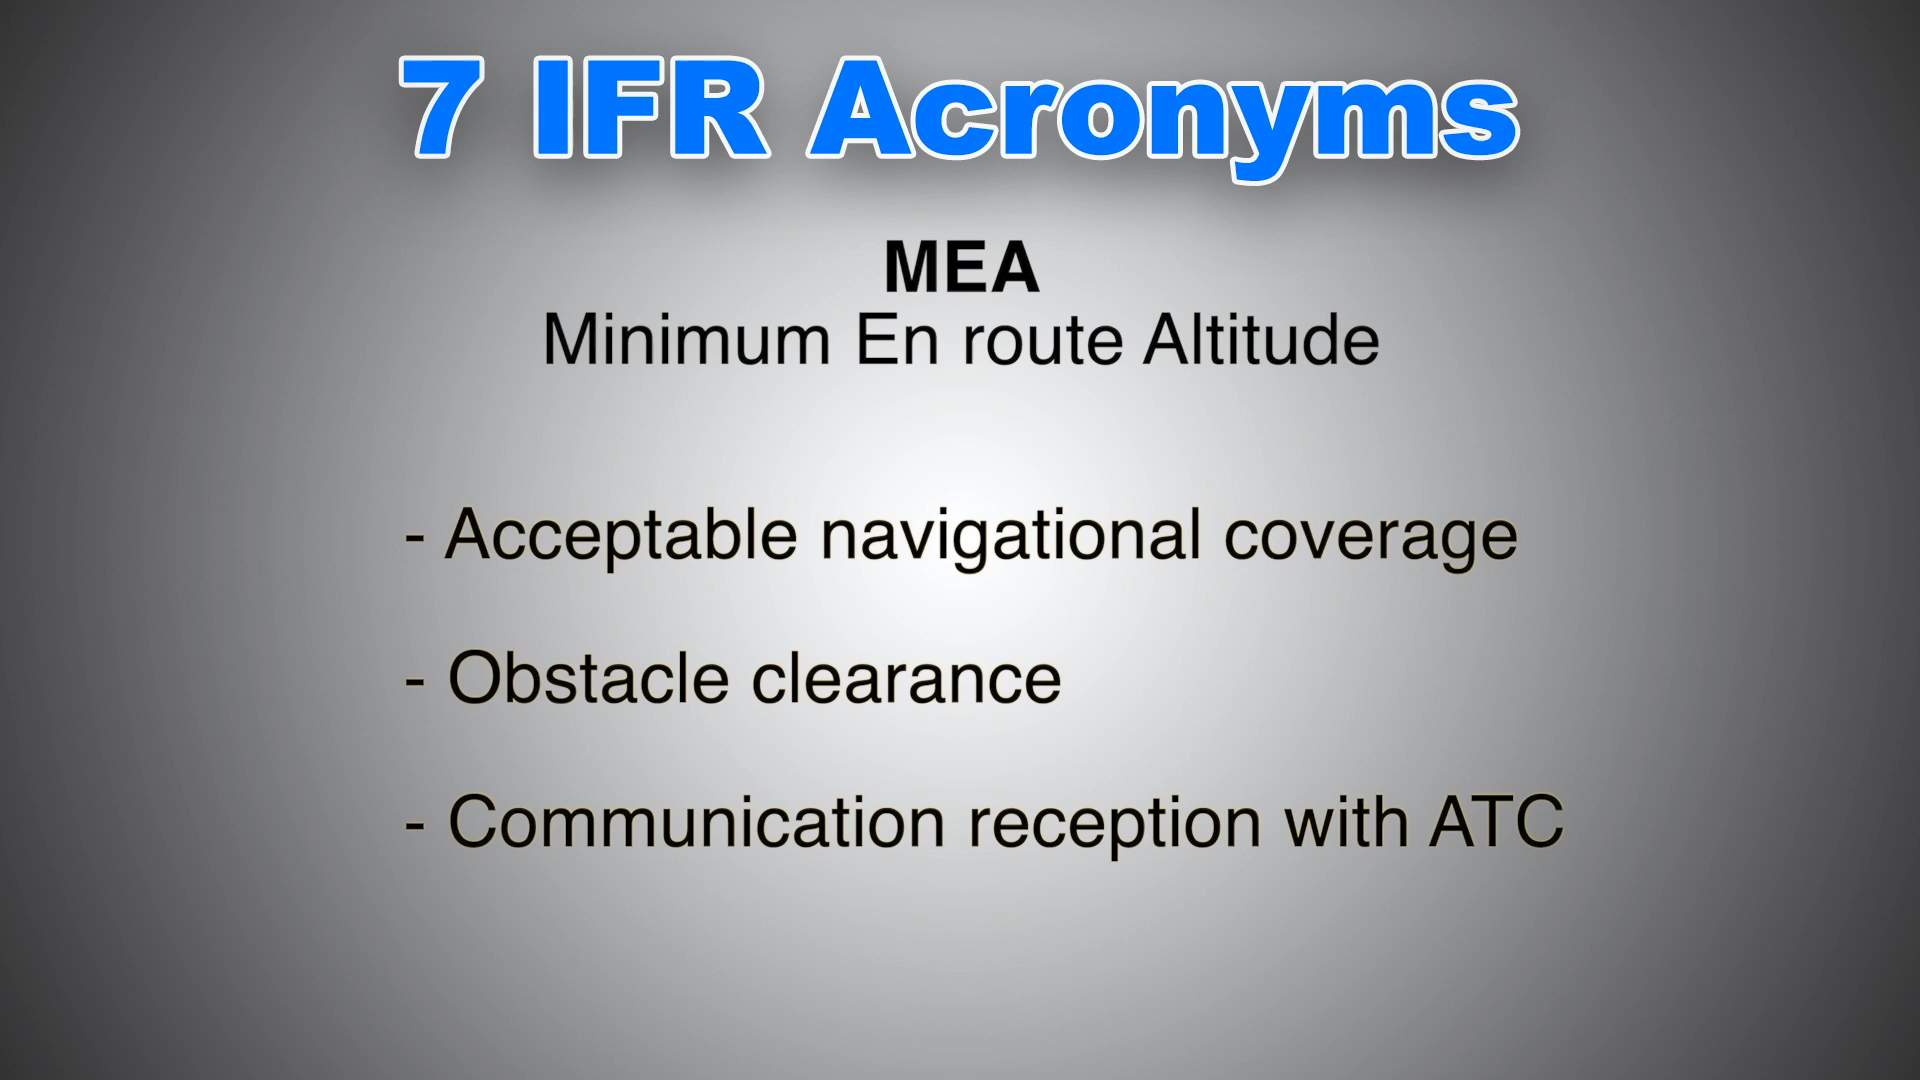 7 IFR Acronyms
MEA
Minimum En route Altitude
- Acceptable navigational coverage
- Obstacle clearance
- Communication reception with ATC